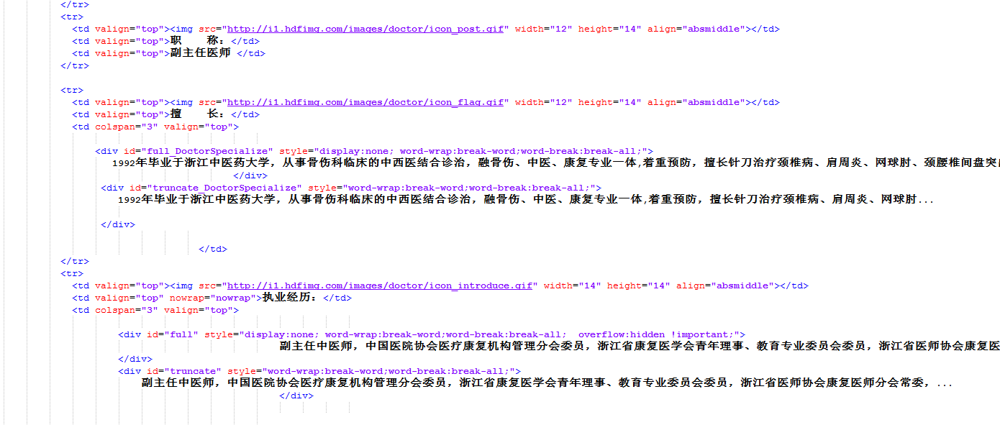 </tr>
<tr>
<td valign="top"><img src="http://i1.hdfimg.com/images/doctor/icon_post.gif" width="12" height="14" align="absmiddle"></td>
<td valign="top">职　　称：</td>
<td valign="top">副主任医师 </td>
</tr>
<tr>
<td valign="top"><img src="http://i1.hdfimg.com/images/doctor/icon_flag.gif" width="12" height="14" align="absmiddle"></td>
<td valign="top">擅　　长：</td>
<td colspan="3" valign="top">
<div id="full_DoctorSpecialize" style="display:none; word-wrap:break-word;word-break:break-all;">
1992年毕业于浙江中医药大学，从事骨伤科临床的中西医结合诊治，融骨伤、中医、康复专业一体,着重预防，擅长针刀治疗颈椎病、肩周炎、网球肘、颈腰椎间盘突
</div>
<div id="truncate_DoctorSpecialize" style="word-wrap:break-word;word-break:break-all;">
1992年毕业于浙江中医药大学，从事骨伤科临床的中西医结合诊治，融骨伤、中医、康复专业一体,着重预防，擅长针刀治疗颈椎病、肩周炎、网球肘...
</div>
</td>
</tr>
<tr>
<td valign="top"><img src="http://i1.hdfimg.com/images/doctor/icon_introduce.gif" width="14" height="14" align="absmiddle"></td>
<td valign="top" nowrap="nowrap">执业经历：</td>
<td colspan="3" valign="top">
<div id="full" style="display:none; word-wrap:break-word;word-break:break-all;  overflow:hidden !important;">
副主任中医师，中国医院协会医疗康复机构管理分会委员，浙江省康复医学会青年理事、教育专业委员会委员，浙江省医师协会康复医
</div>
<div id="truncate" style="word-wrap:break-word;word-break:break-all;">
副主任中医师，中国医院协会医疗康复机构管理分会委员，浙江省康复医学会青年理事、教育专业委员会委员，浙江省医师协会康复医师分会常委，...
</div>